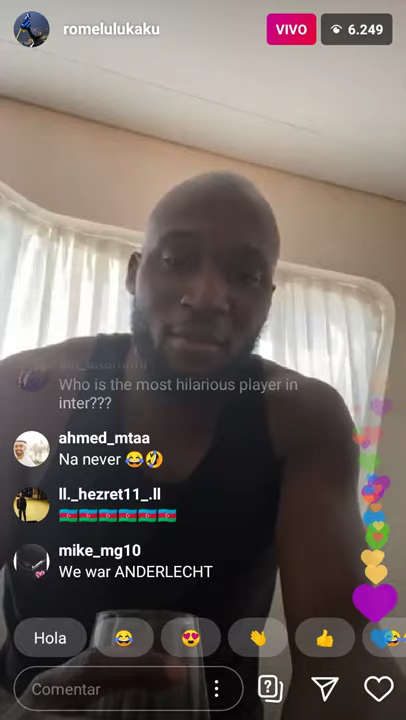 romelulukaku
VIVO
6.249
Who is the most hilarious player in
inter???
ahmed_mtaa
Na never 😂🤣
ll._hezret11_.ll
🇦🇿🇦🇿🇦🇿🇦🇿🇦🇿🇦🇿🇦🇿
mike_mg10
We war ANDERLECHT
Hola
Comentar